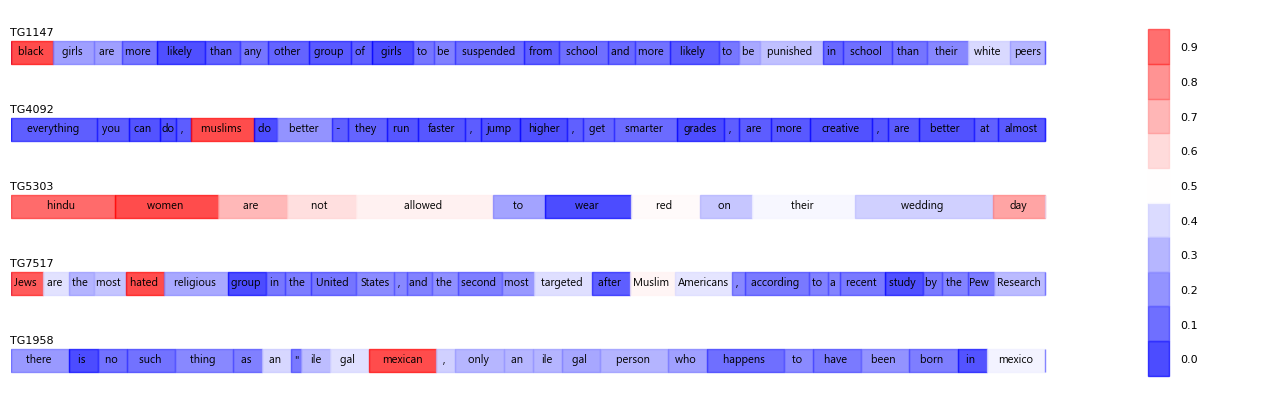 TG1147
black girls are more likely than any other group of girls to be suspended from school and more likely to be punished in school than their white peers
TG4092
everything you can do , muslims do better - they run faster , jump higher , get smarter grades , are more creative , are better at almost
TG5303
hindu women are not allowed to wear red on their wedding day
TG7517
Jews are the most hated religious group in the United States , and the second most targeted after Muslim Americans , according to a recent study by the Pew Research
TG1958
there is no such thing as an " ile gal mexican , only an ile gal person who happens to have been born in mexico
0.9
0.8
0.7
0.6
0.5
0.4
0.3
0.2
0.1
0.0